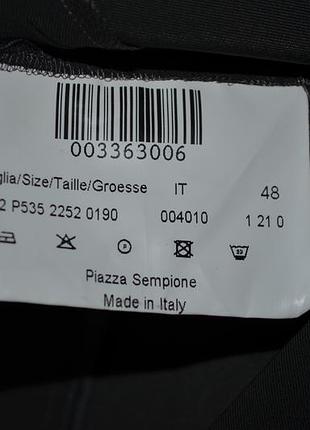 003363006
glia/Size/Taille/Groesse IT 48
2 P535 2252 0190 004010 1 21 0
Piazza Sempione
Made in Italy